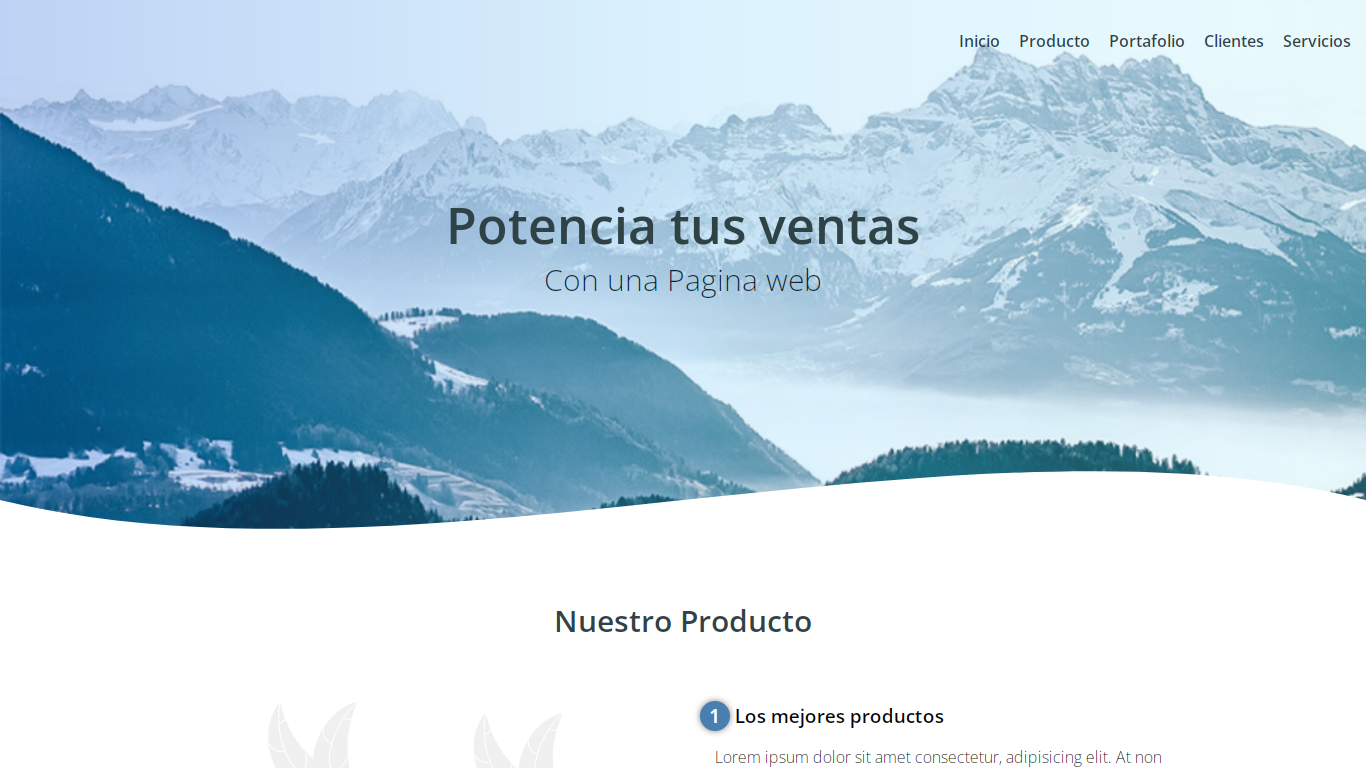 Inicio Producto Portafolio Clientes Servicios
Potencia tus ventas
Con una Pagina web
Nuestro Producto
1 Los mejores productos
Lorem ipsum dolor sit amet consectetur, adipisicing elit. At non